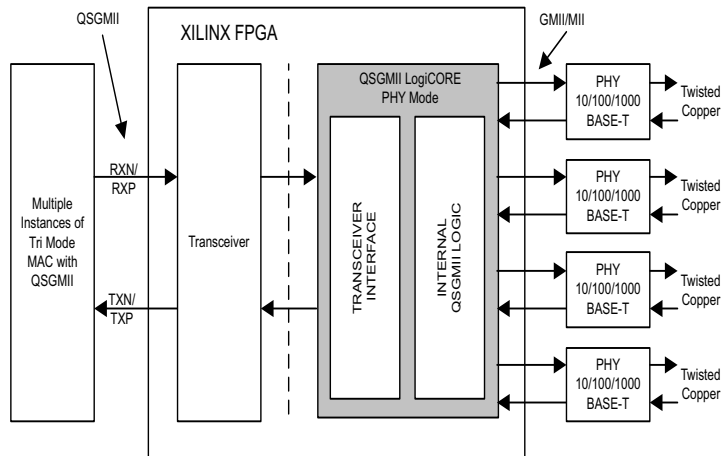 QSGMII
XILINX FPGA
GMII/MII
QSGMII LogiCORE
PHY Mode
PHY
10/100/1000
BASE-T
Twisted
Copper
RXN/
RXP
Multiple
Instances of
Tri Mode
MAC with
QSGMII
Transceiver
TRANSCEIVER
INTERFACE
INTERNAL
QSGMII LOGIC
TXN/
TXP
PHY
10/100/1000
BASE-T
Twisted
Copper
PHY
10/100/1000
BASE-T
Twisted
Copper
PHY
10/100/1000
BASE-T
Twisted
Copper